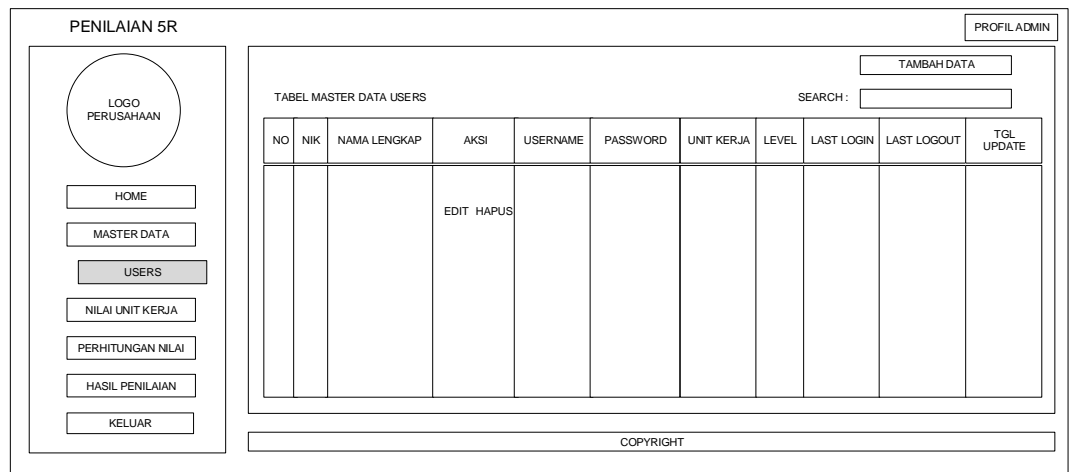 PENILAIAN 5R
PROFIL ADMIN
LOGO
PERUSAHAAN
HOME
MASTER DATA
USERS
NILAI UNIT KERJA
PERHITUNGAN NILAI
HASIL PENILAIAN
KELUAR
TAMBAH DATA
TABEL MASTER DATA USERS
SEARCH :
NO NIK NAMA LENGKAP AKSI USERNAME PASSWORD UNIT KERJA LEVEL LAST LOGIN LAST LOGOUT TGL UPDATE
EDIT HAPUS
COPYRIGHT